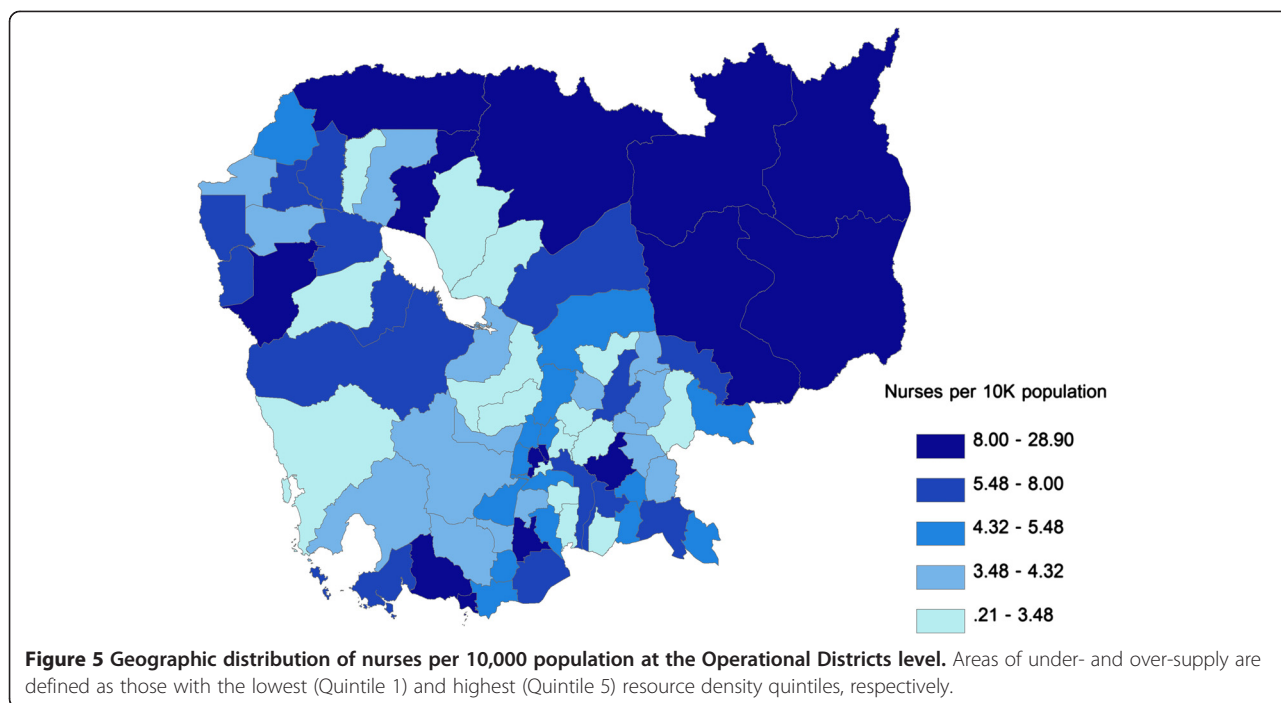 Nurses per 10K population
8.00 - 28.90
5.48 - 8.00
4.32 - 5.48
3.48 - 4.32
.21 - 3.48
Figure 5 Geographic distribution of nurses per 10,000 population at the Operational Districts level. Areas of under- and over-supply are
defined as those with the lowest (Quintile 1) and highest (Quintile 5) resource density quintiles, respectively.